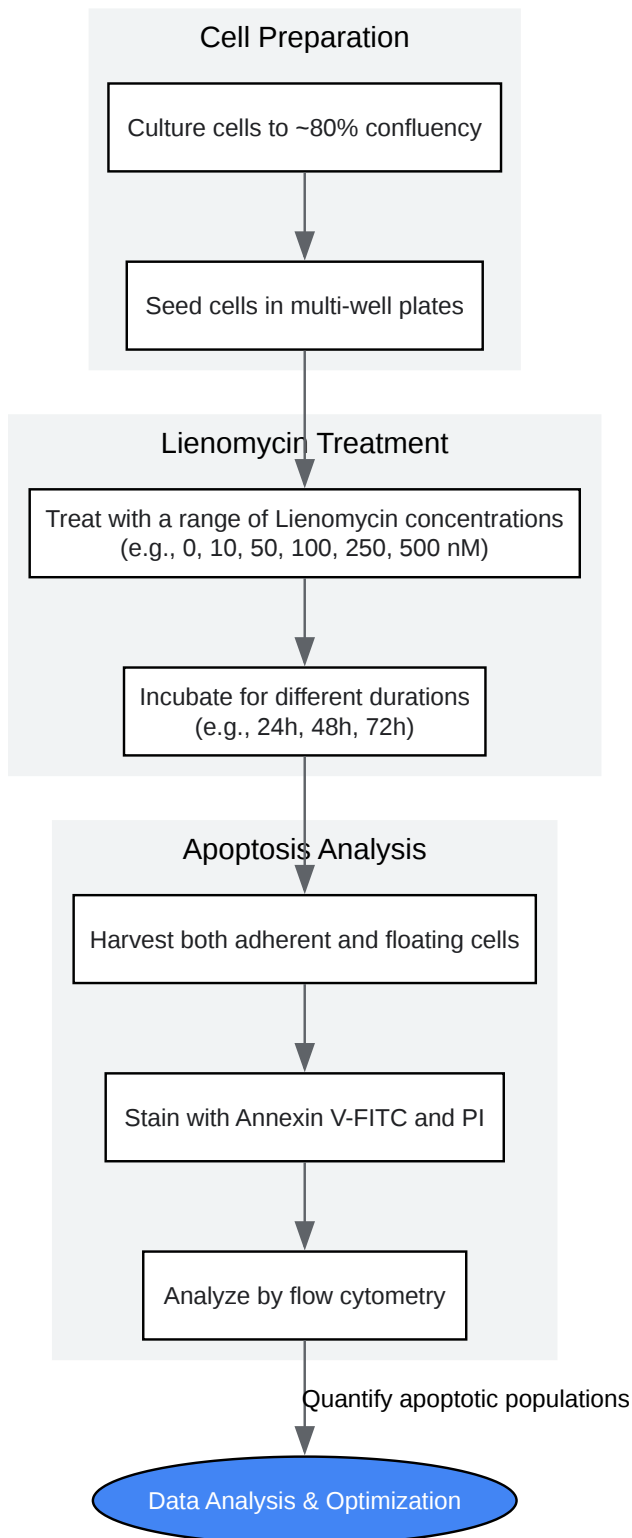 Cell Preparation
Culture cells to ~80% confluency
Seed cells in multi-well plates
Lienomycin Treatment
Treat with a range of Lienomycin concentrations
(e.g., 0, 10, 50, 100, 250, 500 nM)
Incubate for different durations
(e.g., 24h, 48h, 72h)
Apoptosis Analysis
Harvest both adherent and floating cells
Stain with Annexin V-FITC and PI
Analyze by flow cytometry
Quantify apoptotic populations
Data Analysis & Optimization